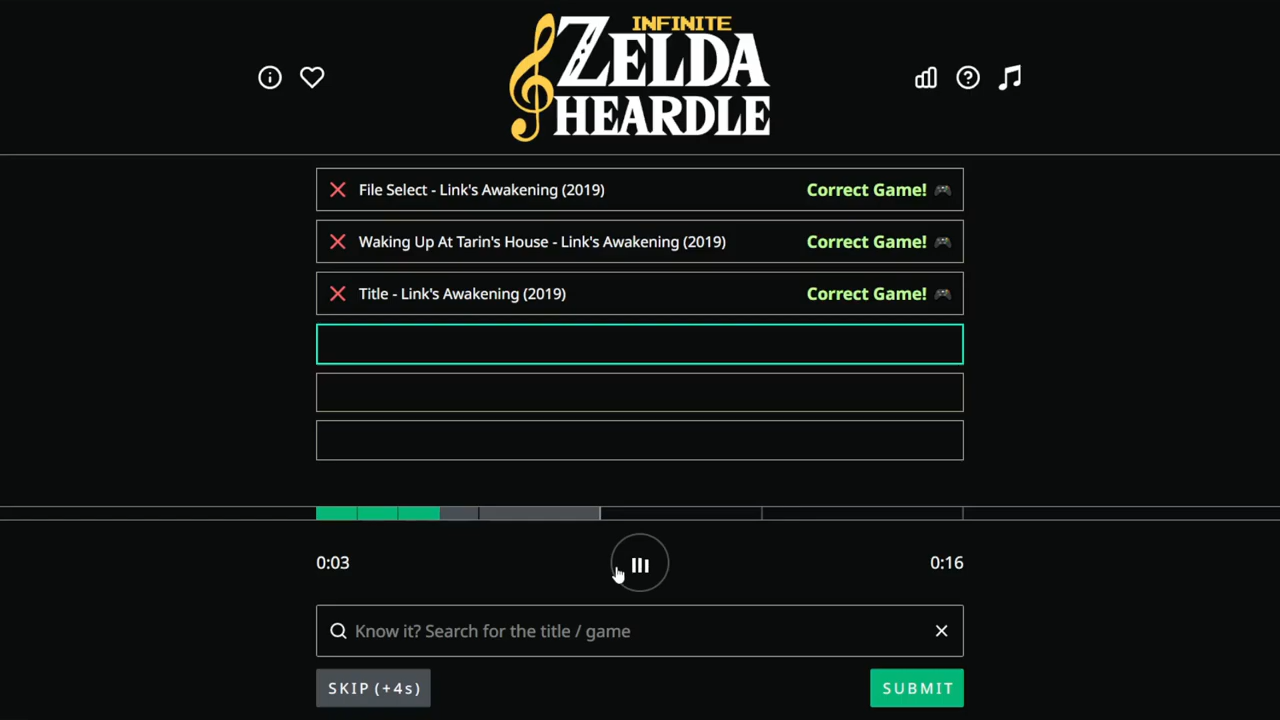 INFINITE
ZELDA
HEARDLE
File Select - Link's Awakening (2019) Correct Game!
Waking Up At Tarin's House - Link's Awakening (2019) Correct Game!
Title - Link's Awakening (2019) Correct Game!
0:03 0:16
Know it? Search for the title / game
SKIP (+4s) SUBMIT